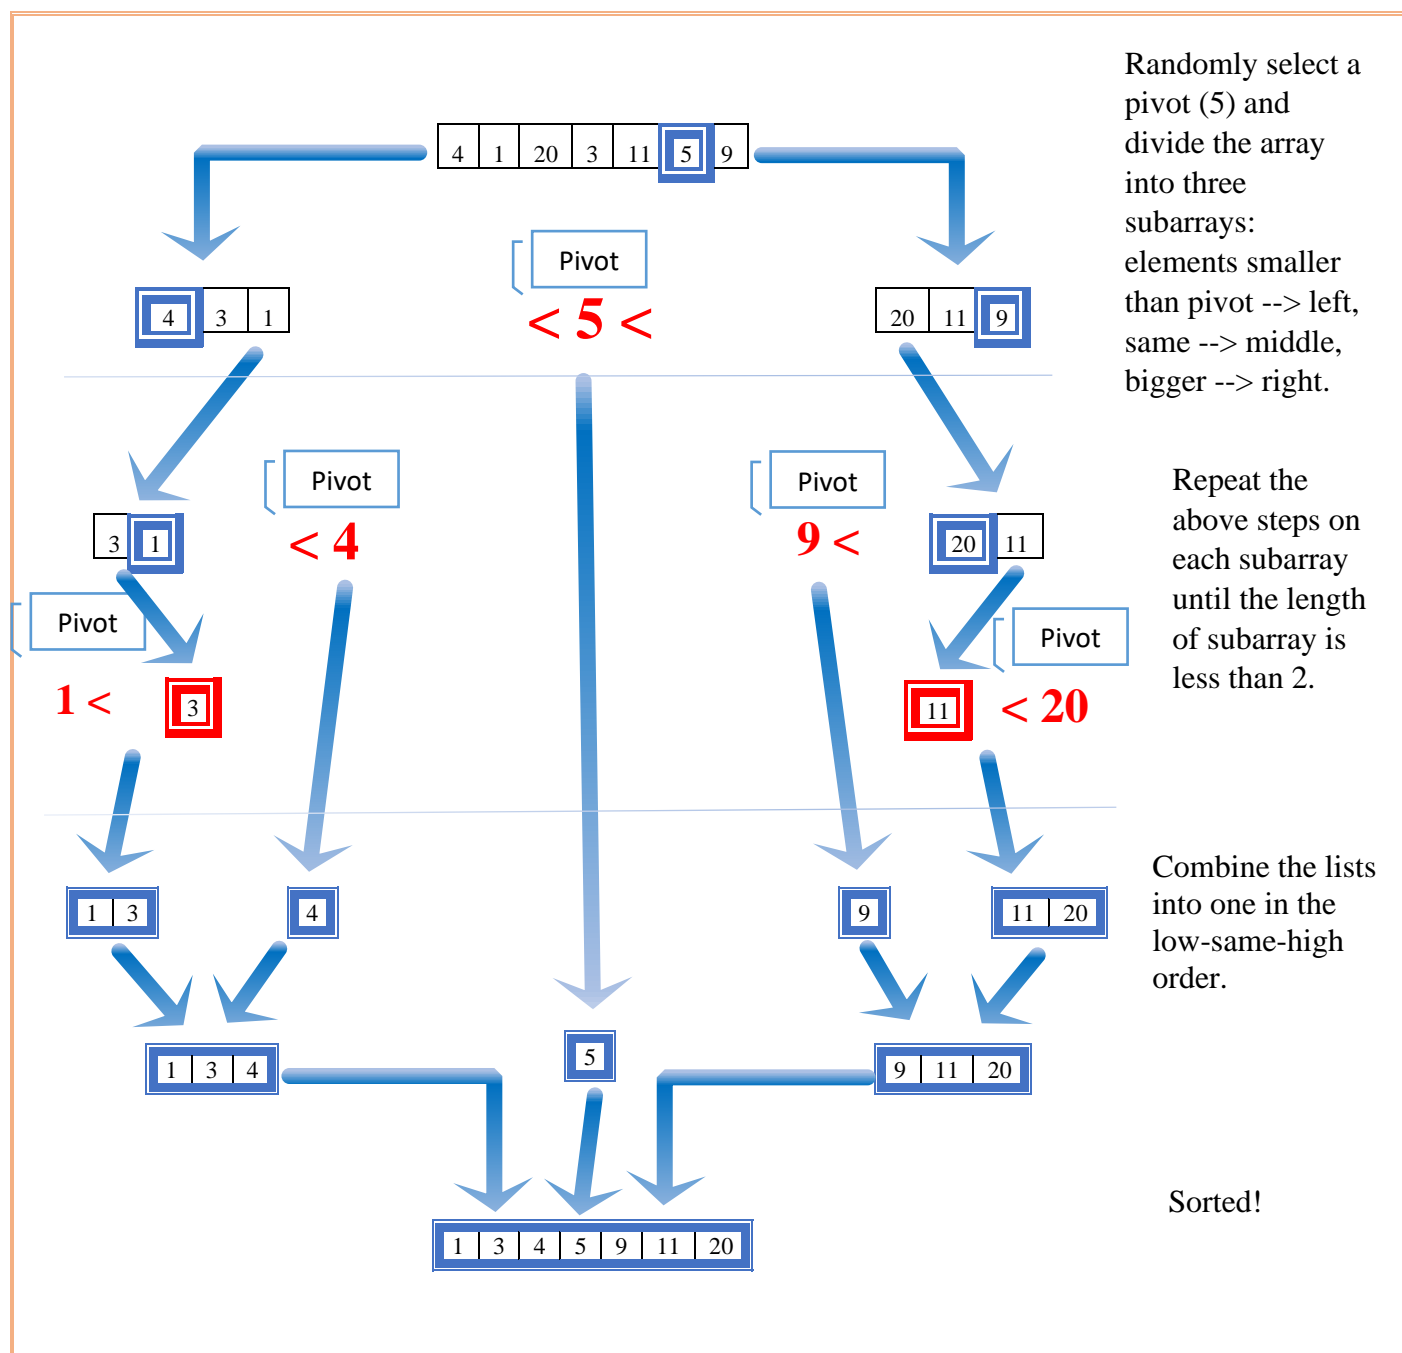 Randomly select a
pivot (5) and
divide the array
into three
subarrays:
elements smaller
than pivot --> left,
same --> middle,
bigger --> right.
4 1 20 3 11 5 9
Pivot
< 5 <
4 3 1
20 11 9
Repeat the
above steps on
each subarray
until the length
of subarray is
less than 2.
Pivot
Pivot
3 1
< 4
9 <
20 11
Pivot
Pivot
1 <
3
11
< 20
Combine the lists
into one in the
low-same-high
order.
1 3
4
9
11 20
1 3 4
5
9 11 20
Sorted!
1 3 4 5 9 11 20